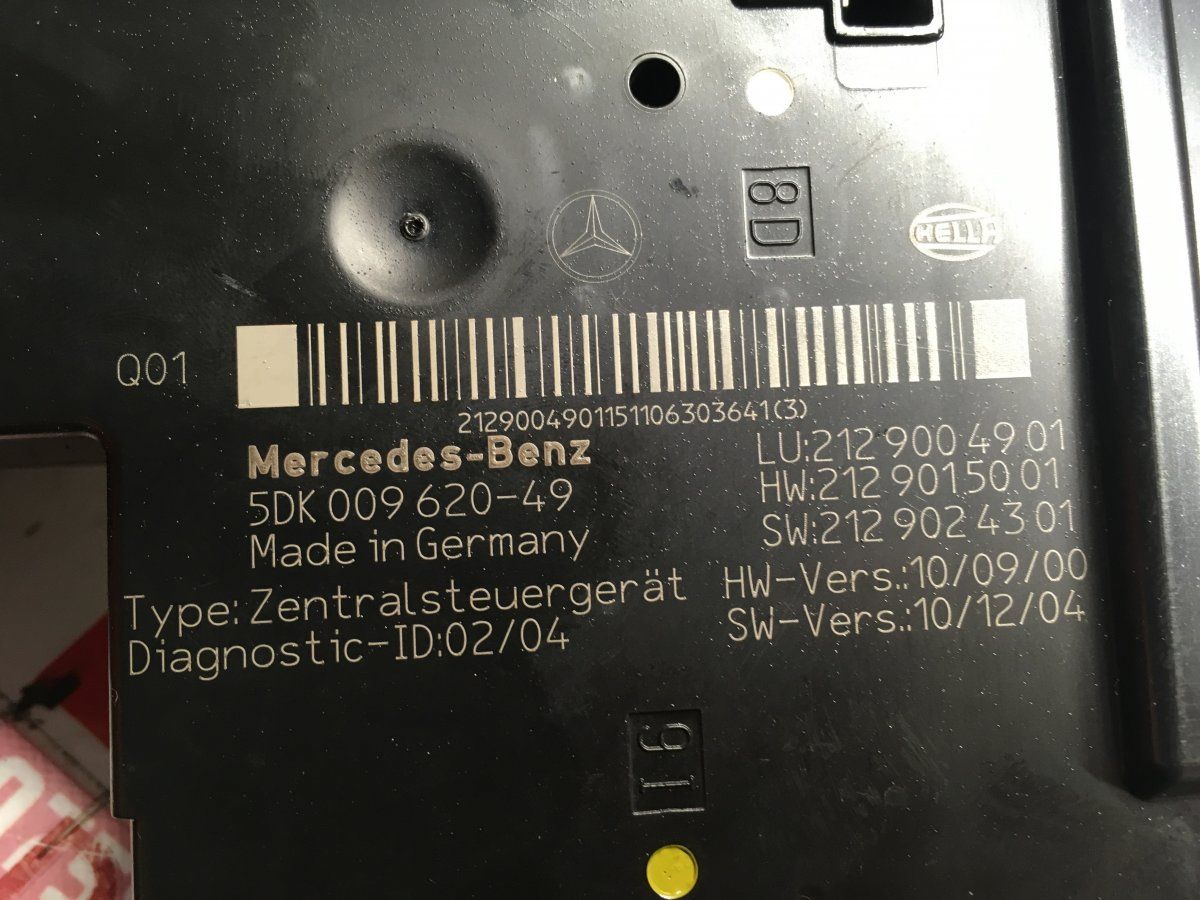 8D
HELLA
Q01
2129004901151106303641(3)
Mercedes-Benz
5DK 009 620-49
Made in Germany
LU:212 900 49 01
HW:212 901 50 01
SW:212 902 43 01
Type: Zentralsteuergerät
Diagnostic-ID:02/04
HW-Vers.:10/09/00
SW-Vers.:10/12/04
I6